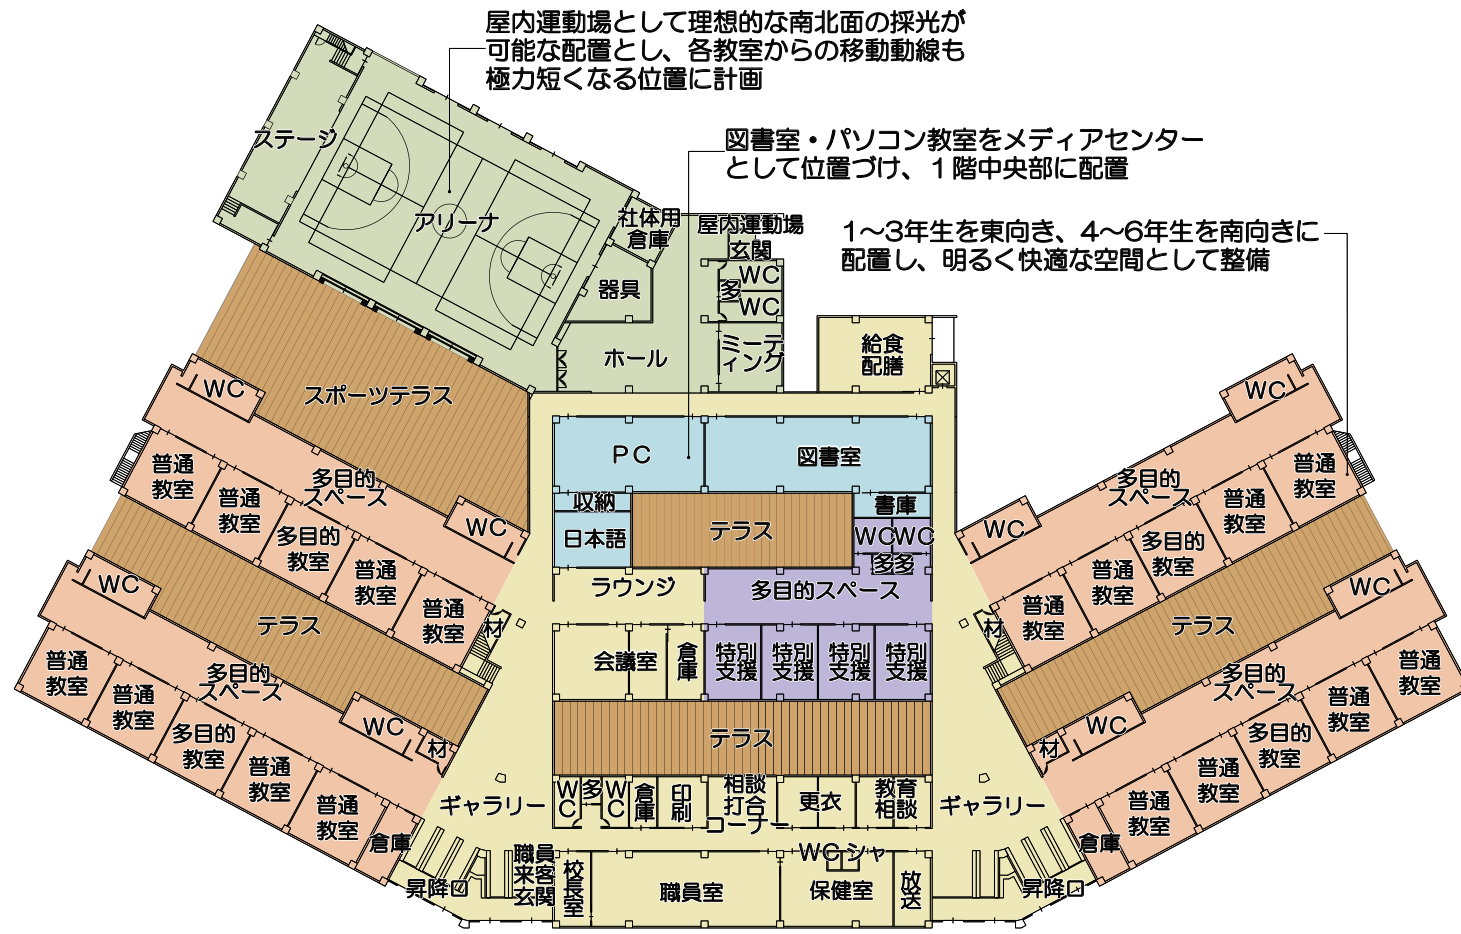 屋内運動場として理想的な南北面の採光が
可能な配置とし、各教室からの移動動線も
極力短くなる位置に計画
図書室・パソコン教室をメディアセンター
として位置づけ、１階中央部に配置
1～3年生を東向き、4～6年生を南向きに
配置し、明るく快適な空間として整備
ステージ
アリーナ
社体用
倉庫
屋内運動場
玄関
器具
WC
多
WC
ホール
ミーテ
ィング
給食
配膳
スポーツテラス
WC
普通
教室
普通
教室
多目的
スペース
多目的
教室
普通
教室
普通
教室
WC
材
テラス
WC
普通
教室
普通
教室
多目的
スペース
多目的
教室
普通
教室
普通
教室
WC
材
倉庫
PC
図書室
収納
日本語
テラス
書庫
WC
WC
多
多
ラウンジ
多目的スペース
会議室
倉庫
特別
支援
特別
支援
特別
支援
特別
支援
テラス
WC
多
WC
倉庫
印刷
相談
打合
コーナー
更衣
教育
相談
ギャラリー
ギャラリー
昇降口
職員
来客
玄関
校長室
職員室
WC
シャ
保健室
放送
昇降口
WC
多目的
スペース
普通
教室
普通
教室
多目的
教室
普通
教室
普通
教室
WC
材
テラス
WC
多目的
スペース
普通
教室
普通
教室
多目的
教室
普通
教室
普通
教室
WC
材
倉庫